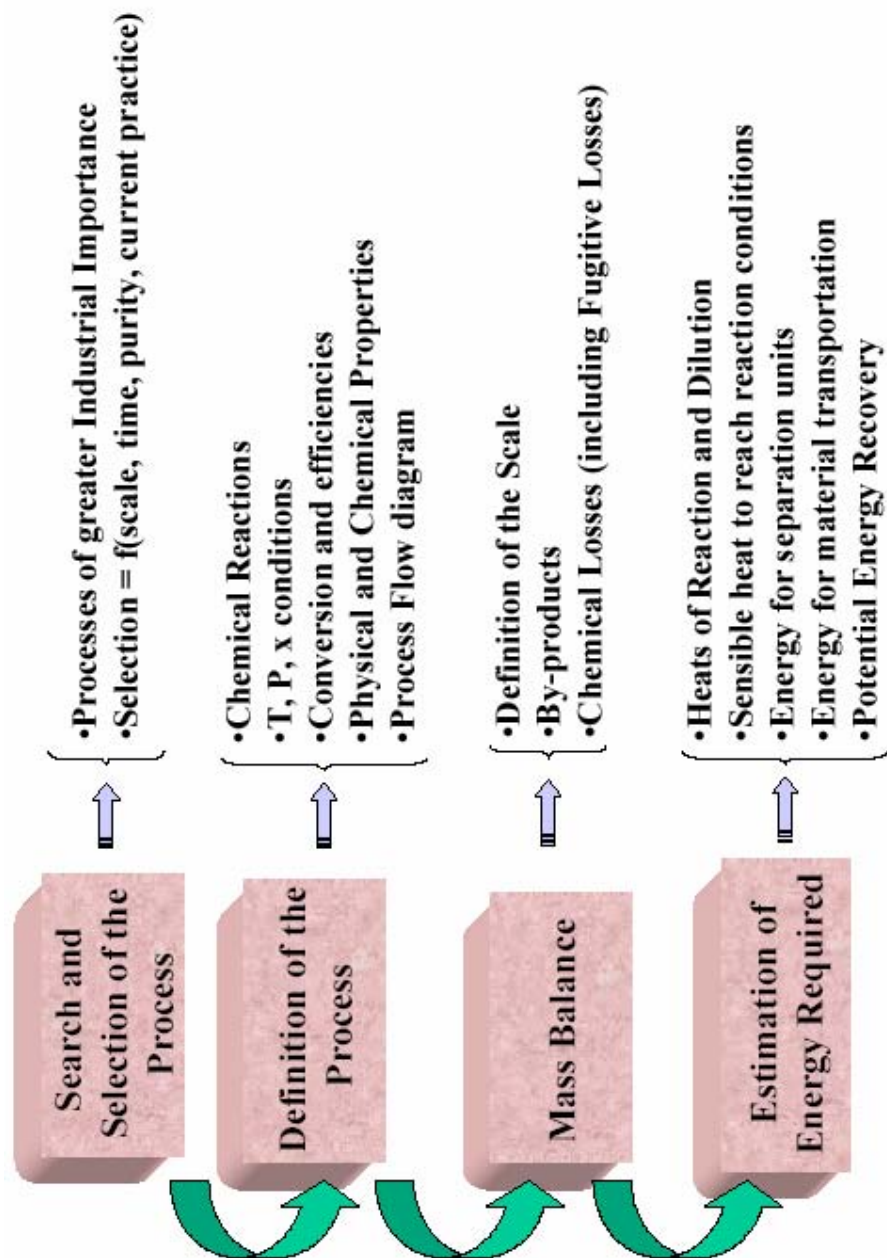 Search and
Selection of the
Process
•Processes of greater Industrial Importance
•Selection = f(scale, time, purity, current practice)
Definition of the
Process
•Chemical Reactions
•T, P, x conditions
•Conversion and efficiencies
•Physical and Chemical Properties
•Process Flow diagram
Mass Balance
•Definition of the Scale
•By-products
•Chemical Losses (including Fugitive Losses)
Estimation of
Energy Required
•Heats of Reaction and Dilution
•Sensible heat to reach reaction conditions
•Energy for separation units
•Energy for material transportation
•Potential Energy Recovery